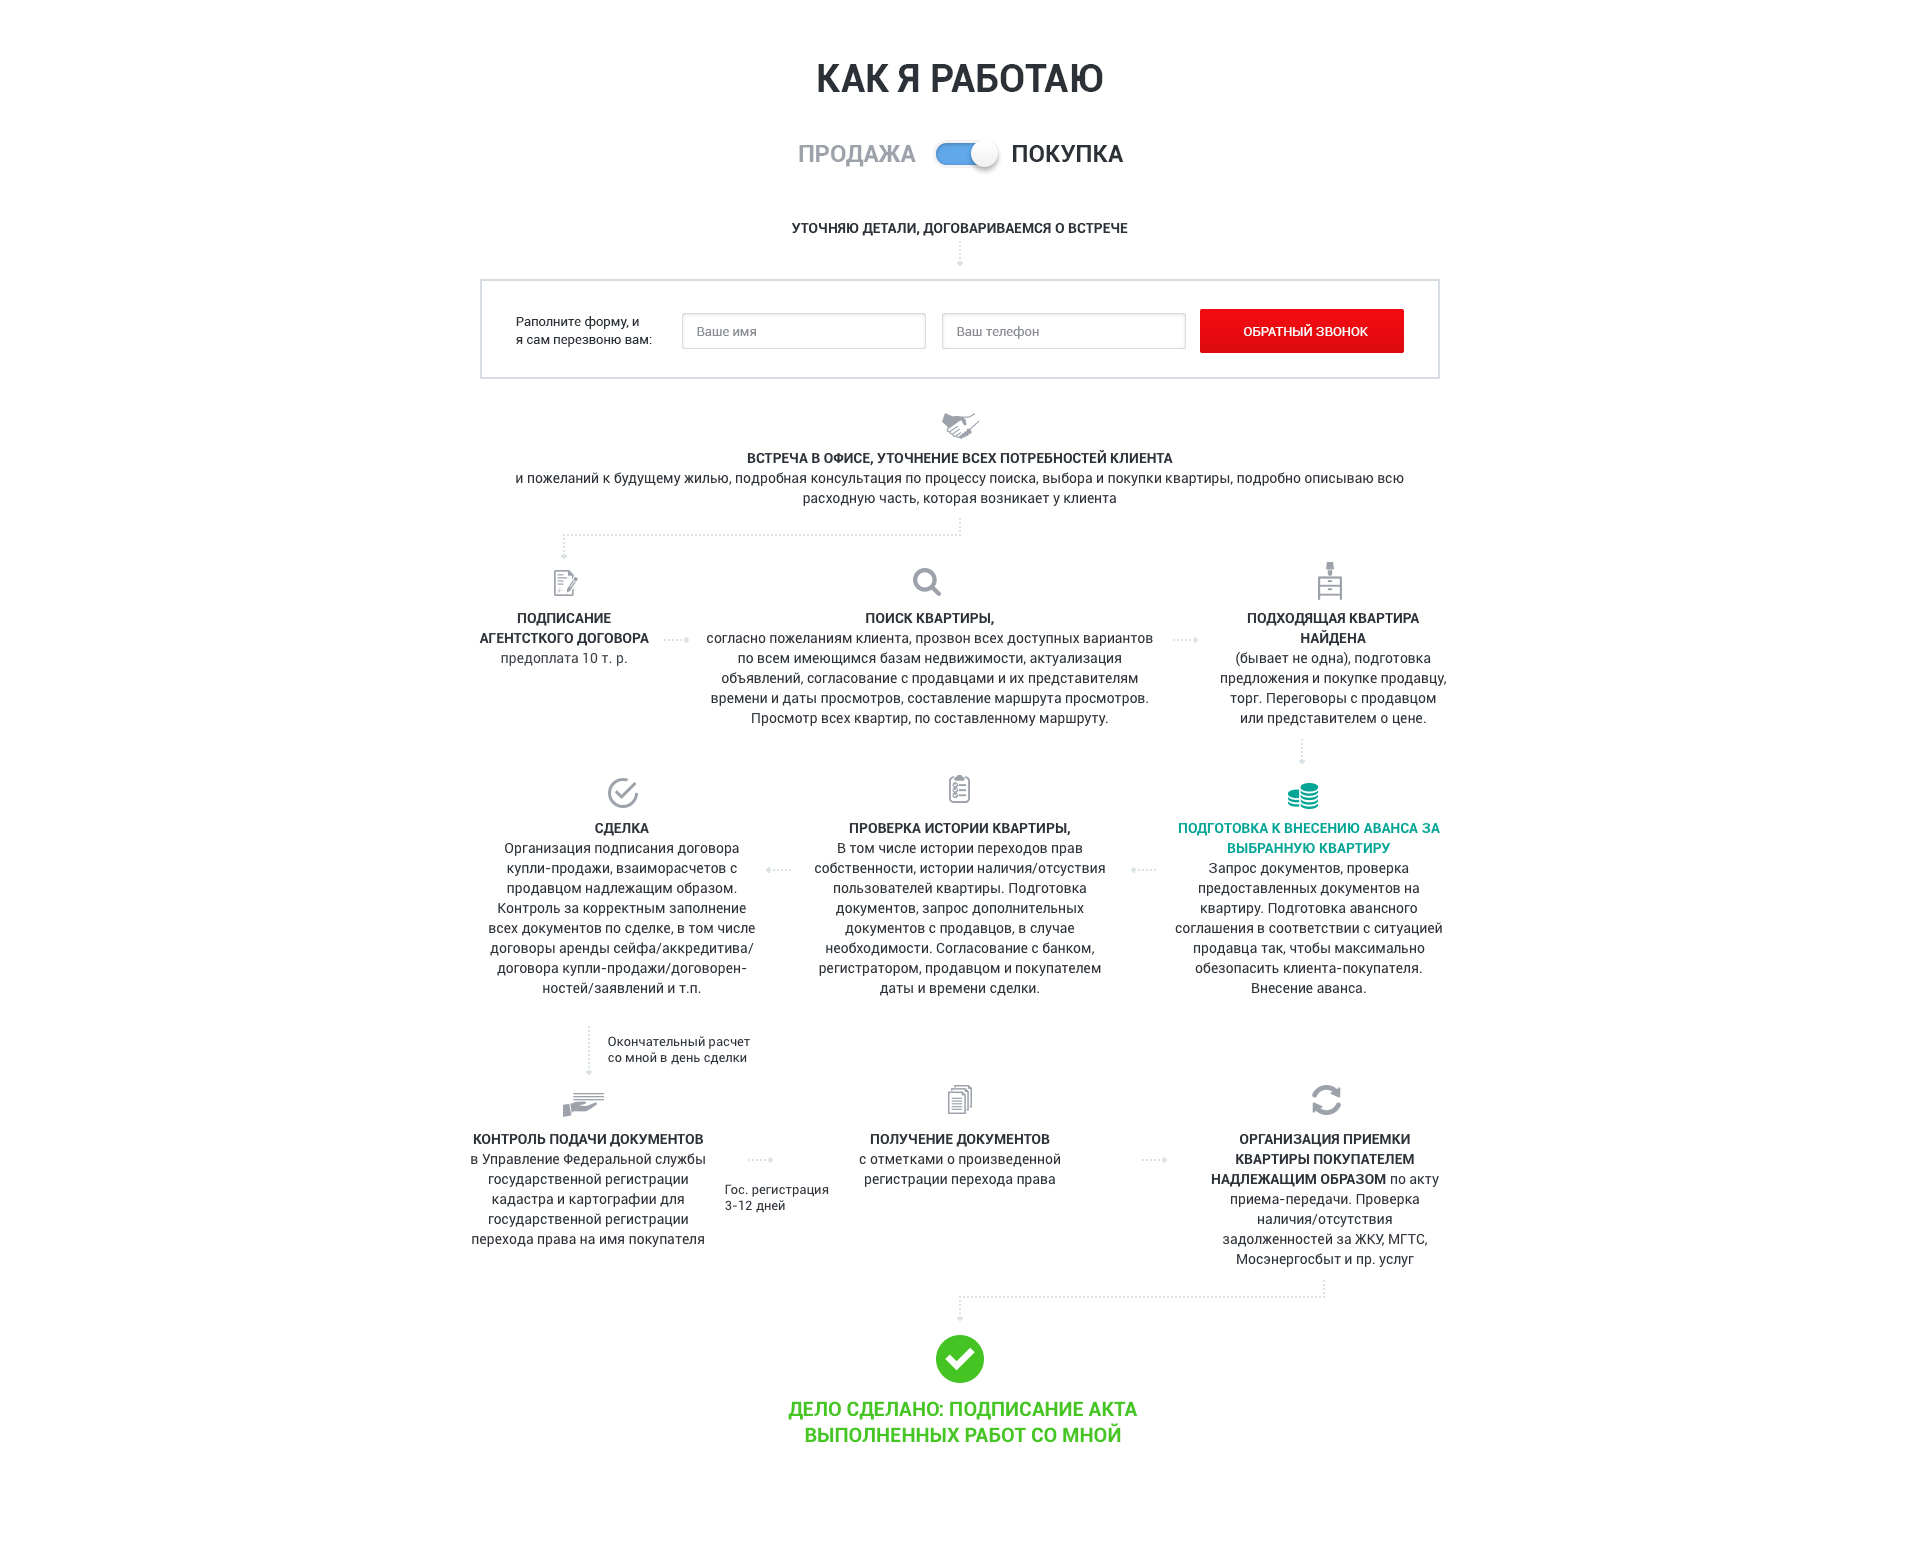 КАК Я РАБОТАЮ
ПРОДАЖА ПОКУПКА
УТОЧНЯЮ ДЕТАЛИ, ДОГОВАРИВАЕМСЯ О ВСТРЕЧЕ
Раполните форму, и
я сам перезвоню вам:
Ваше имя
Ваш телефон
ОБРАТНЫЙ ЗВОНОК
ВСТРЕЧА В ОФИСЕ, УТОЧНЕНИЕ ВСЕХ ПОТРЕБНОСТЕЙ КЛИЕНТА
и пожеланий к будущему жилью, подробная консультация по процессу поиска, выбора и покупки квартиры, подробно описываю всю
расходную часть, которая возникает у клиента
ПОДПИСАНИЕ
АГЕНТСТКОГО ДОГОВОРА
предоплата 10 т. р.
ПОИСК КВАРТИРЫ,
согласно пожеланиям клиента, прозвон всех доступных вариантов
по всем имеющимся базам недвижимости, актуализация
объявлений, согласование с продавцами и их представителям
времени и даты просмотров, составление маршрута просмотров.
Просмотр всех квартир, по составленному маршруту.
ПОДХОДЯЩАЯ КВАРТИРА
НАЙДЕНА
(бывает не одна), подготовка
предложения и покупке продавцу,
торг. Переговоры с продавцом
или представителем о цене.
ПОДГОТОВКА К ВНЕСЕНИЮ АВАНСА ЗА
ВЫБРАННУЮ КВАРТИРУ
Запрос документов, проверка
предоставленных документов на
квартиру. Подготовка авансного
соглашения в соответствии с ситуацией
продавца так, чтобы максимально
обезопасить клиента-покупателя.
Внесение аванса.
ПРОВЕРКА ИСТОРИИ КВАРТИРЫ,
В том числе истории переходов прав
собственности, истории наличия/отсуствия
пользователей квартиры. Подготовка
документов, запрос дополнительных
документов с продавцов, в случае
необходимости. Согласование с банком,
регистратором, продавцом и покупателем
даты и времени сделки.
СДЕЛКА
Организация подписания договора
купли-продажи, взаиморасчетов с
продавцом надлежащим образом.
Контроль за корректным заполнение
всех документов по сделке, в том числе
договоры аренды сейфа/аккредитива/
договора купли-продажи/договорен-
ностей/заявлений и т.п.
Окончательный расчет
со мной в день сделки
КОНТРОЛЬ ПОДАЧИ ДОКУМЕНТОВ
в Управление Федеральной службы
государственной регистрации
кадастра и картографии для
государственной регистрации
перехода права на имя покупателя
Гос. регистрация
3-12 дней
ПОЛУЧЕНИЕ ДОКУМЕНТОВ
с отметками о произведенной
регистрации перехода права
ОРГАНИЗАЦИЯ ПРИЕМКИ
КВАРТИРЫ ПОКУПАТЕЛЕМ
НАДЛЕЖАЩИМ ОБРАЗОМ по акту
приема-передачи. Проверка
наличия/отсутствия
задолженностей за ЖКУ, МГТС,
Мосэнергосбыт и пр. услуг
ДЕЛО СДЕЛАНО: ПОДПИСАНИЕ АКТА
ВЫПОЛНЕННЫХ РАБОТ СО МНОЙ